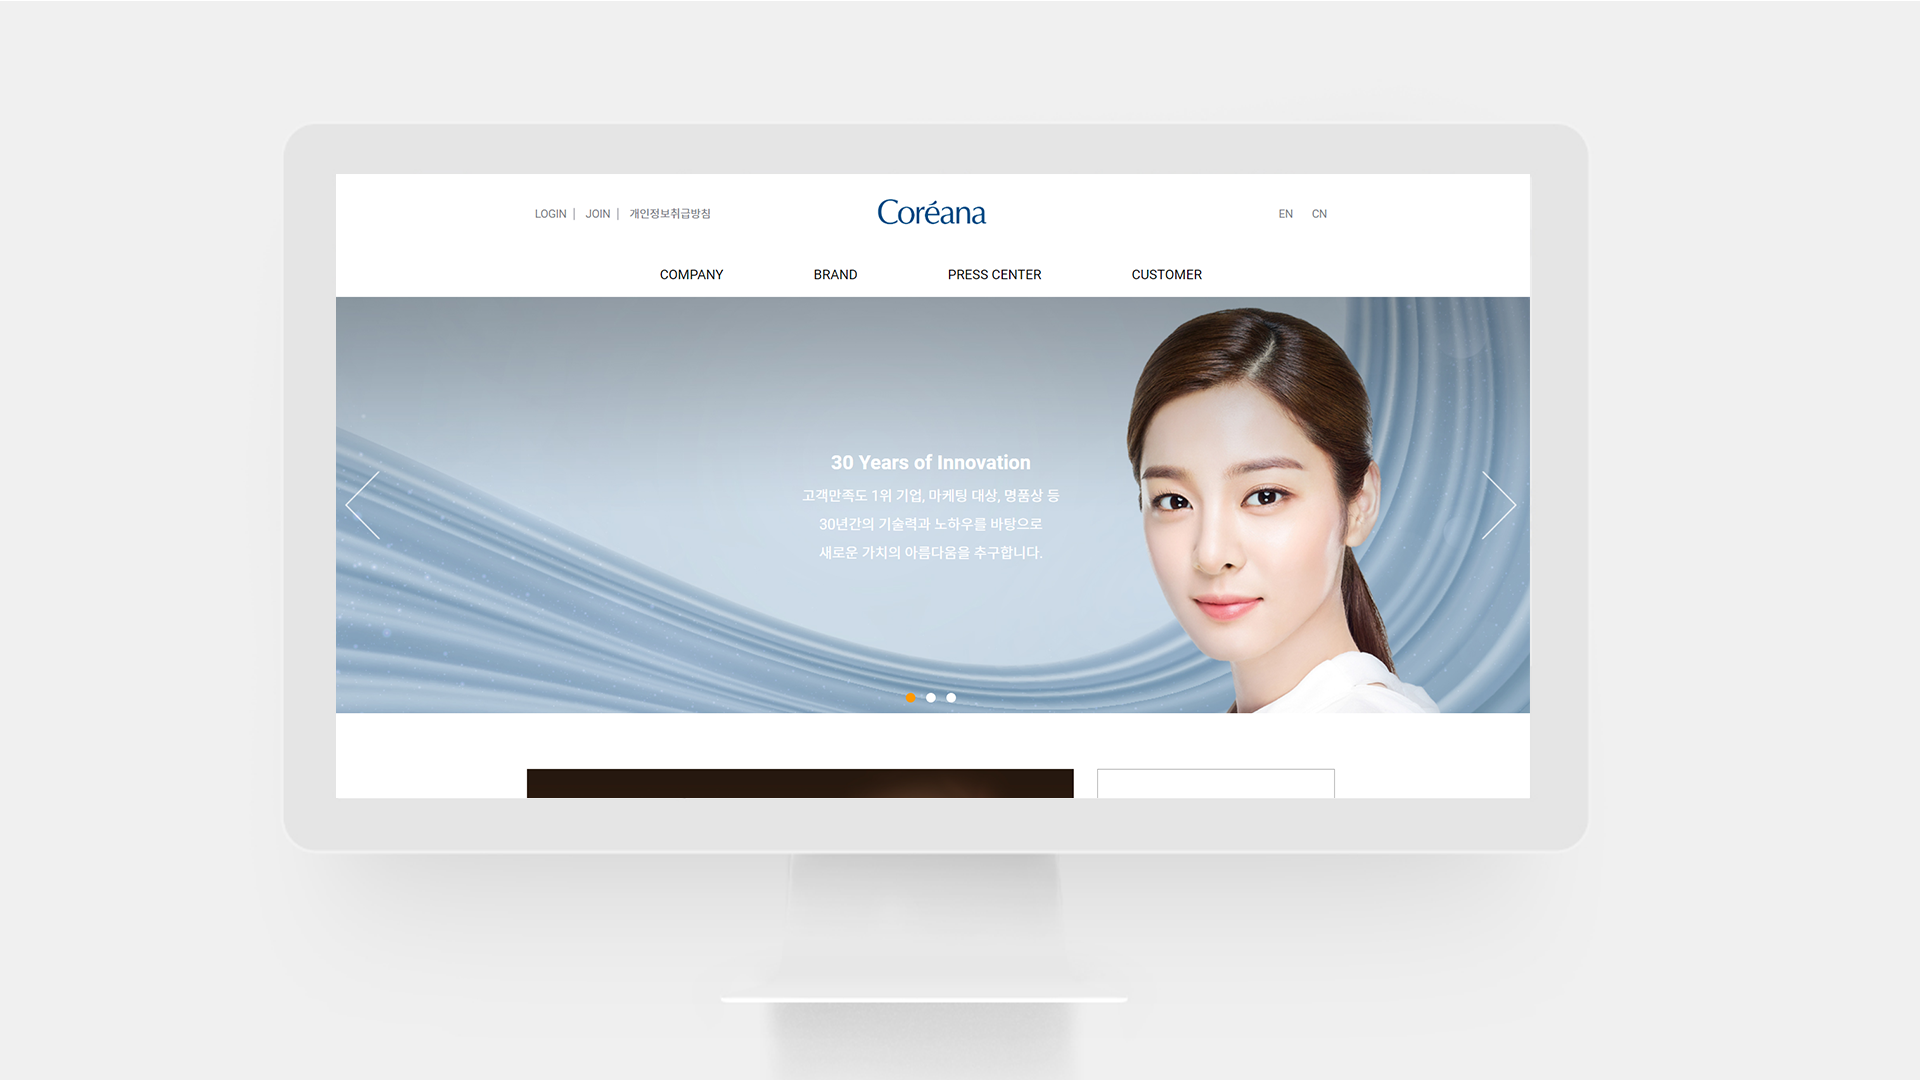 LOGIN | JOIN | 개인정보취급방침
Coréana
EN CN
COMPANY BRAND PRESS CENTER CUSTOMER
30 Years of Innovation
고객만족도 1위 기업, 마케팅 대상, 명품상 등
30년간의 기술력과 노하우를 바탕으로
새로운 가치의 아름다움을 추구합니다.